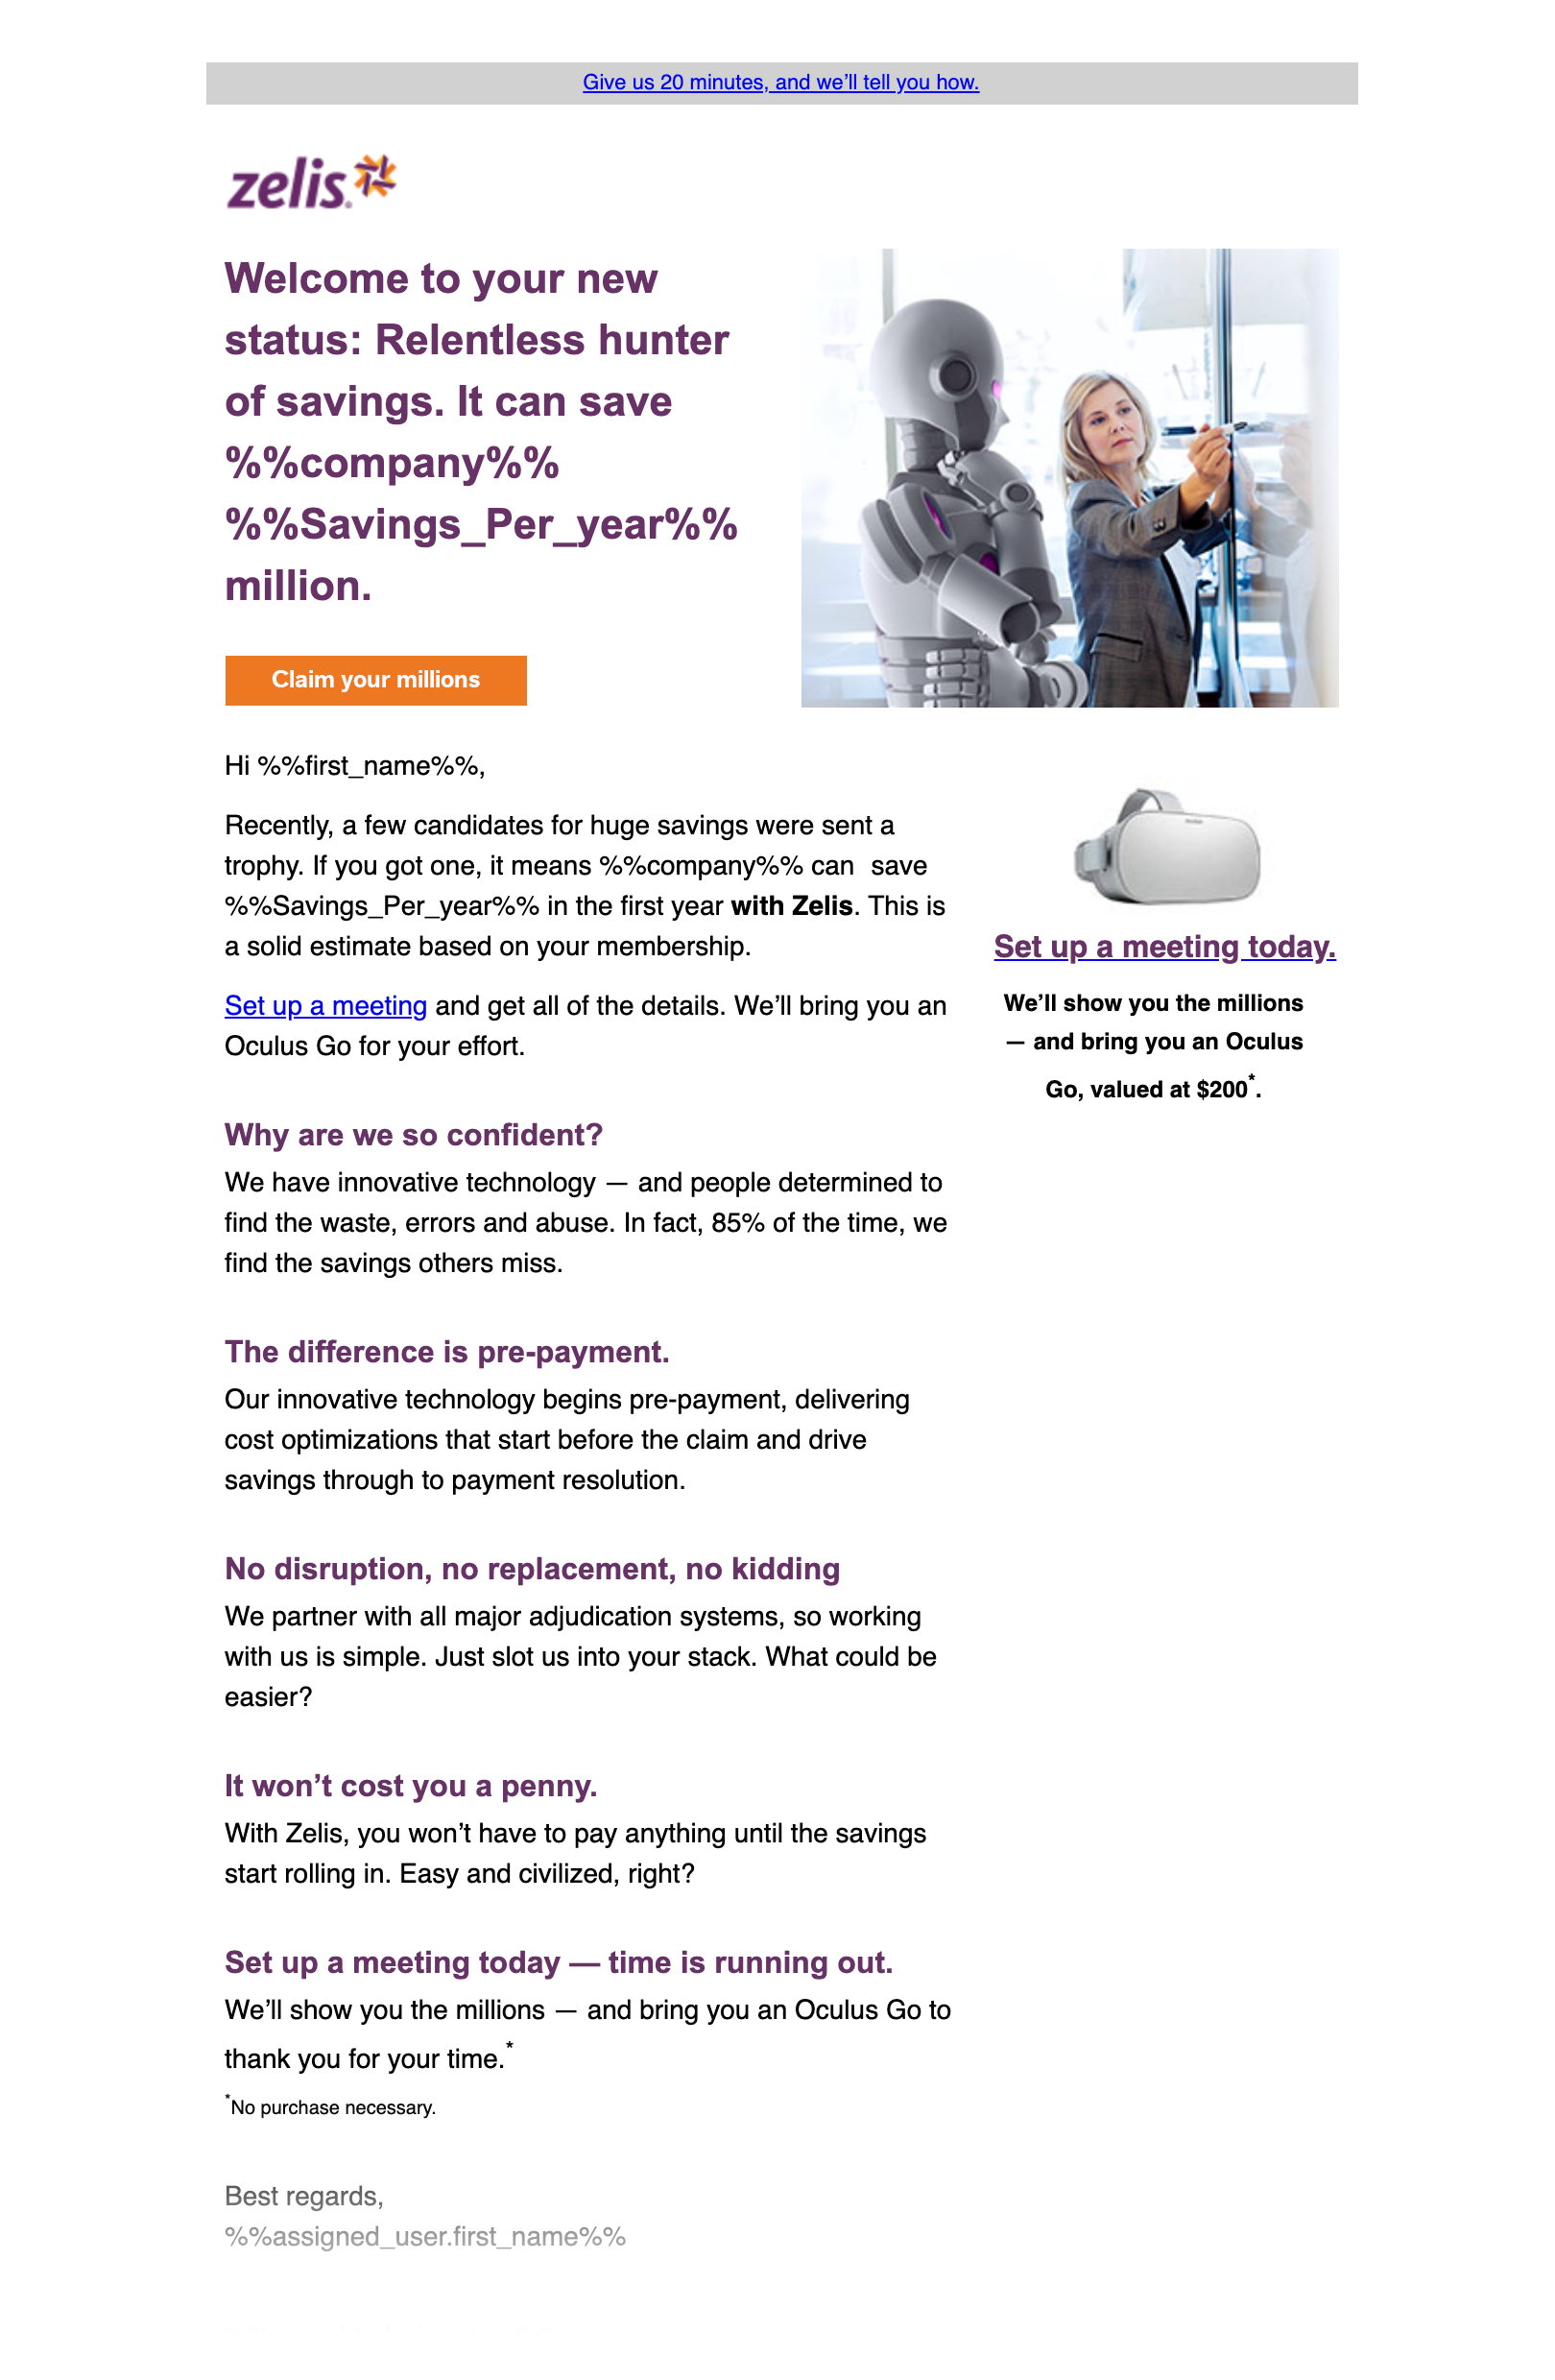 Give us 20 minutes, and we’ll tell you how.
zelis®
Welcome to your new
status: Relentless hunter
of savings. It can save
%%company%%
%%Savings_Per_year%%
million.
Claim your millions
Hi %%first_name%%,
Recently, a few candidates for huge savings were sent a
trophy. If you got one, it means %%company%% can  save
%%Savings_Per_year%% in the first year with Zelis. This is
a solid estimate based on your membership.
Set up a meeting and get all of the details. We’ll bring you an
Oculus Go for your effort.
Set up a meeting today.
We’ll show you the millions
— and bring you an Oculus
Go, valued at $200*.
Why are we so confident?
We have innovative technology — and people determined to
find the waste, errors and abuse. In fact, 85% of the time, we
find the savings others miss.
The difference is pre-payment.
Our innovative technology begins pre-payment, delivering
cost optimizations that start before the claim and drive
savings through to payment resolution.
No disruption, no replacement, no kidding
We partner with all major adjudication systems, so working
with us is simple. Just slot us into your stack. What could be
easier?
It won’t cost you a penny.
With Zelis, you won’t have to pay anything until the savings
start rolling in. Easy and civilized, right?
Set up a meeting today — time is running out.
We’ll show you the millions — and bring you an Oculus Go to
thank you for your time.*
*No purchase necessary.
Best regards,
%%assigned_user.first_name%%